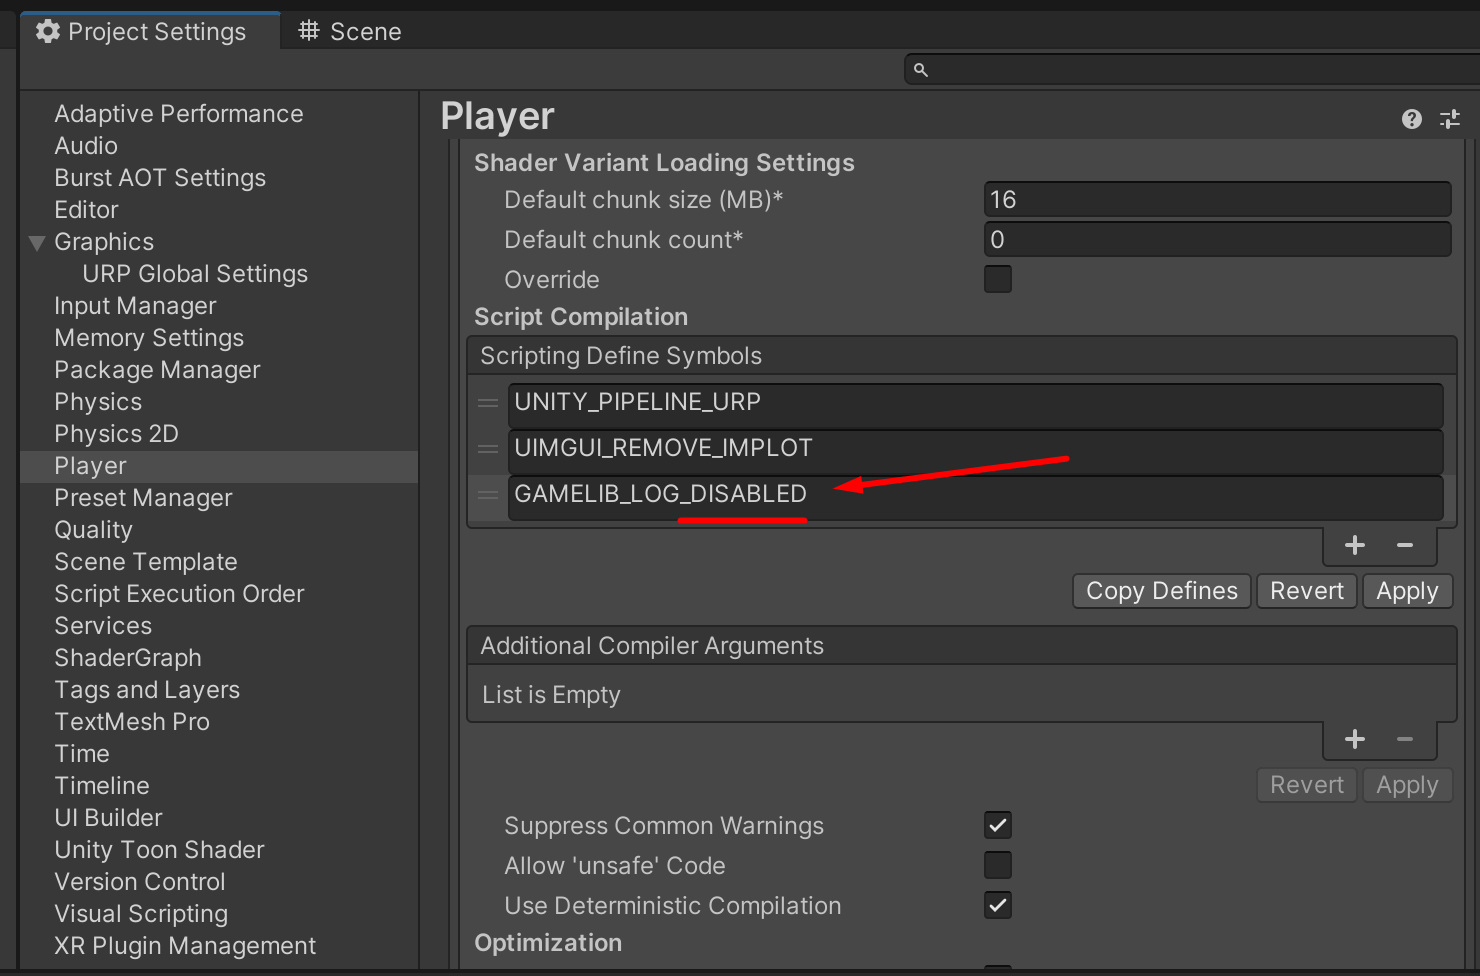 Project Settings
Scene
Adaptive Performance
Audio
Burst AOT Settings
Editor
Graphics
URP Global Settings
Input Manager
Memory Settings
Package Manager
Physics
Physics 2D
Player
Preset Manager
Quality
Scene Template
Script Execution Order
Services
ShaderGraph
Tags and Layers
TextMesh Pro
Time
Timeline
UI Builder
Unity Toon Shader
Version Control
Visual Scripting
XR Plugin Management
Player
Shader Variant Loading Settings
Default chunk size (MB)* 16
Default chunk count* 0
Override
Script Compilation
Scripting Define Symbols
UNITY_PIPELINE_URP
UIMGUI_REMOVE_IMPLOT
GAMELIB_LOG_DISABLED
Copy Defines Revert Apply
Additional Compiler Arguments
List is Empty
Revert Apply
Suppress Common Warnings
Allow 'unsafe' Code
Use Deterministic Compilation
Optimization